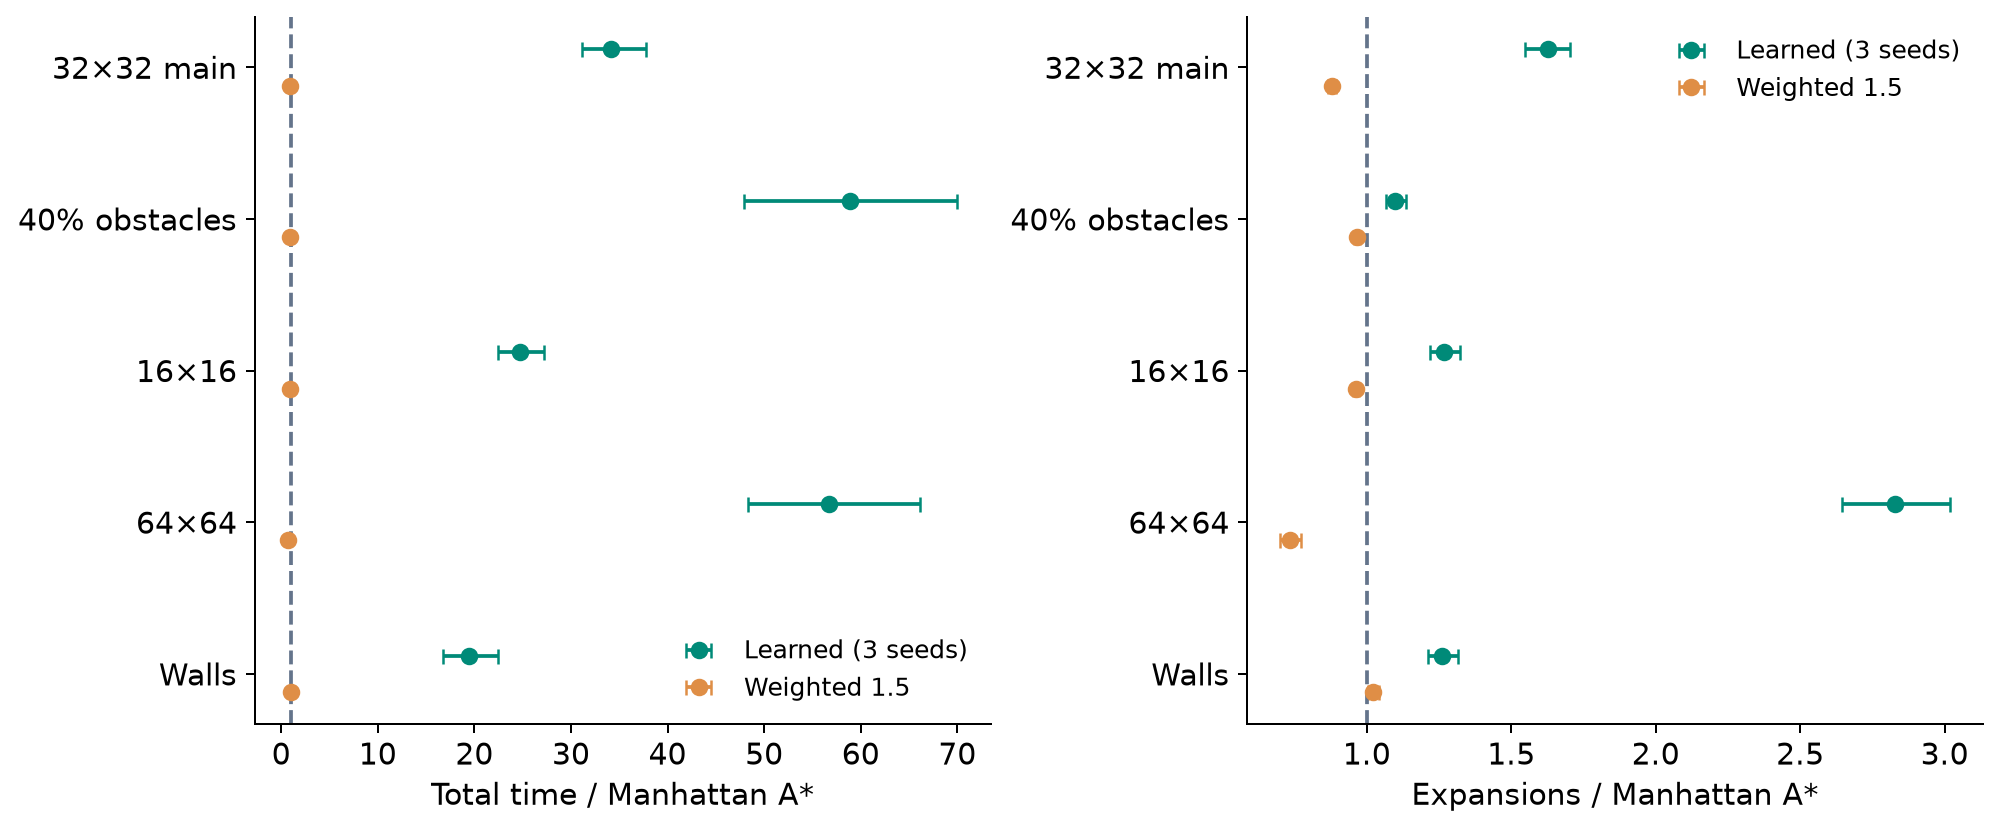 32×32 main
40% obstacles
16×16
64×64
Walls
Learned (3 seeds)
Weighted 1.5
0 10 20 30 40 50 60 70
Total time / Manhattan A*
32×32 main
40% obstacles
16×16
64×64
Walls
Learned (3 seeds)
Weighted 1.5
1.0 1.5 2.0 2.5 3.0
Expansions / Manhattan A*